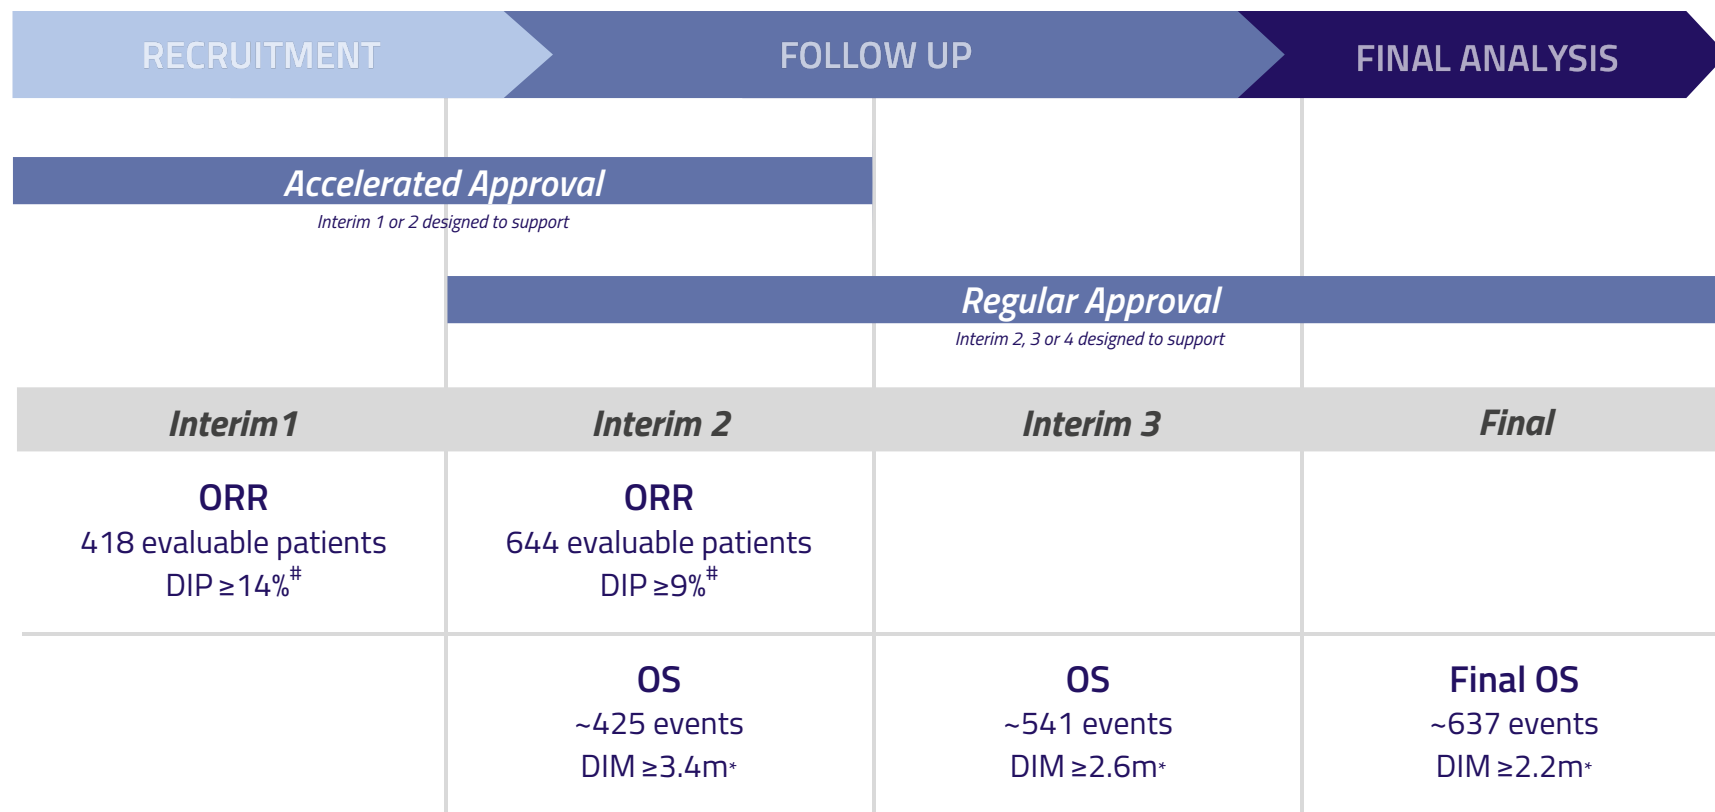 RECRUITMENT
FOLLOW UP
FINAL ANALYSIS
Accelerated Approval
Interim 1 or 2 designed to support
Regular Approval
Interim 2, 3 or 4 designed to support
Interim1
Interim 2
Interim 3
Final
ORR
418 evaluable patients
DIP ≥14%#
ORR
644 evaluable patients
DIP ≥9%#
OS
~425 events
DIM ≥3.4m*
OS
~541 events
DIM ≥2.6m*
Final OS
~637 events
DIM ≥2.2m*